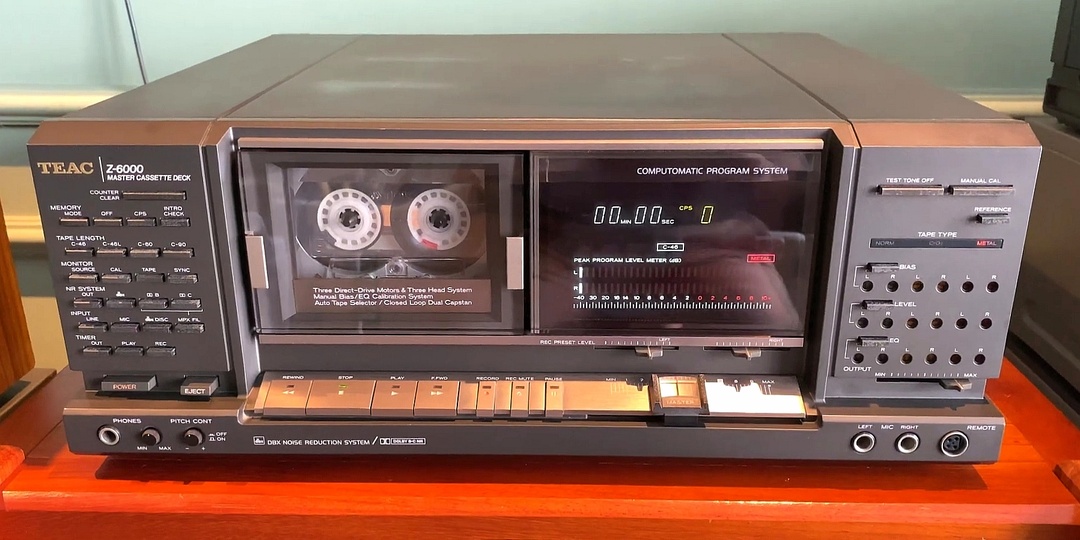 TEAC
Z-6000
MASTER CASSETTE DECK
COUNTER
CLEAR
MEMORY
MODE OFF CPS INTRO CHECK
TAPE LENGTH
C-46 C-46L C-60 C-90
MONITOR
SOURCE CAL TAPE SYNC
NR SYSTEM
OUT B C
INPUT
LINE MIC DISC MPX FIL
TIMER
OUT PLAY REC
POWER
EJECT
Three Direct-Drive Motors & Three Head System
Manual Bias/EQ Calibration System
Auto Tape Selector / Closed Loop Dual Capstan
COMPUTOMATIC PROGRAM SYSTEM
00 MIN 00 SEC CPS 0
C-46
PEAK PROGRAM LEVEL METER (dB)
METAL
L
R
-40 30 20 16 14 10 8 6 4 2 0 2 4 6 8 10
REC PRESET LEVEL LEFT RIGHT
REWIND STOP PLAY F.FWD RECORD REC MUTE PAUSE MIN MASTER MAX
TEST TONE OFF MANUAL CAL
REFERENCE
TAPE TYPE
NORM CrO2 METAL
BIAS
L R L R L R
LEVEL
L R L R L R
EQ
L R L R L R
OUTPUT MIN MAX
PHONES
MIN MAX
PITCH CONT
OFF
ON
- +
dbx DBX NOISE REDUCTION SYSTEM / DOLBY B-C NR
LEFT MIC RIGHT
REMOTE